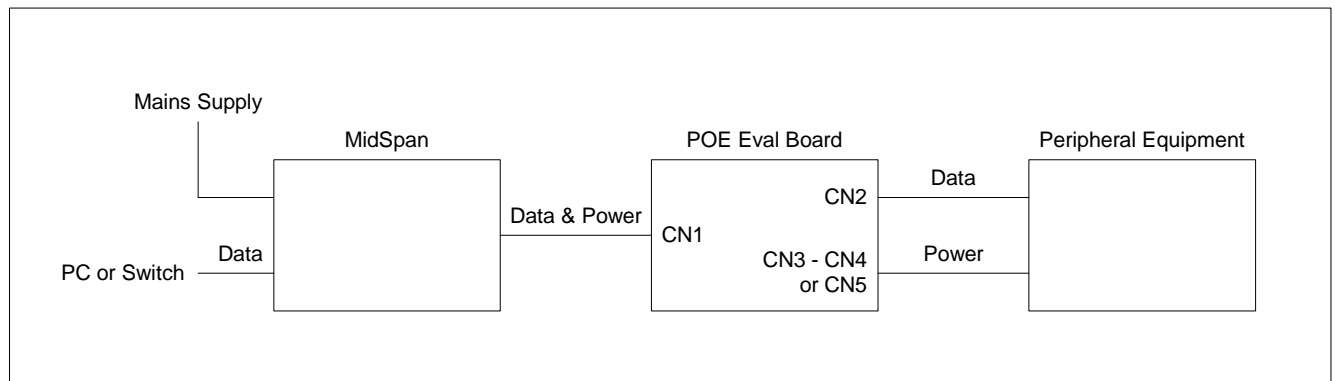 Mains Supply
MidSpan
POE Eval Board
Peripheral Equipment
Data
CN2
Data & Power
CN1
Data
PC or Switch
CN3 - CN4
or CN5
Power